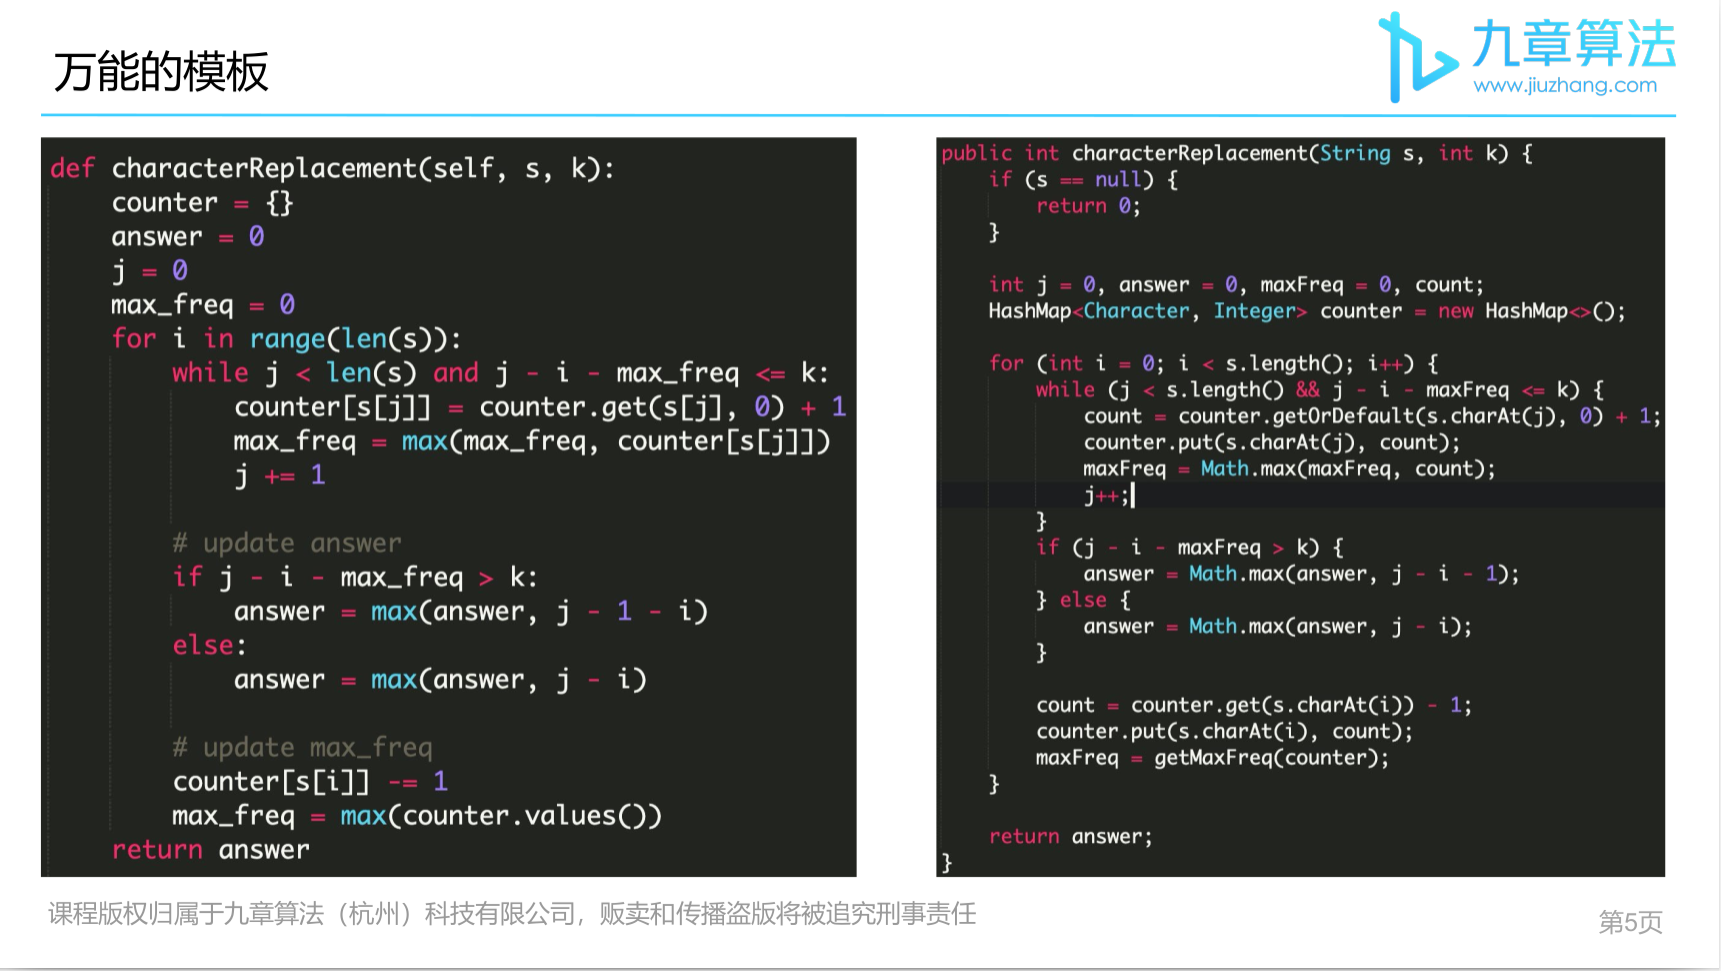 万能的模板
九章算法
www.jiuzhang.com
def characterReplacement(self, s, k):
    counter = {}
    answer = 0
    j = 0
    max_freq = 0
    for i in range(len(s)):
        while j < len(s) and j - i - max_freq <= k:
            counter[s[j]] = counter.get(s[j], 0) + 1
            max_freq = max(max_freq, counter[s[j]])
            j += 1
        # update answer
        if j - i - max_freq > k:
            answer = max(answer, j - 1 - i)
        else:
            answer = max(answer, j - i)
        # update max_freq
        counter[s[i]] -= 1
        max_freq = max(counter.values())
    return answer
public int characterReplacement(String s, int k) {
    if (s == null) {
        return 0;
    }
    int j = 0, answer = 0, maxFreq = 0, count;
    HashMap<Character, Integer> counter = new HashMap<>();
    for (int i = 0; i < s.length(); i++) {
        while (j < s.length() && j - i - maxFreq <= k) {
            count = counter.getOrDefault(s.charAt(j), 0) + 1;
            counter.put(s.charAt(j), count);
            maxFreq = Math.max(maxFreq, count);
            j++;
        }
        if (j - i - maxFreq > k) {
            answer = Math.max(answer, j - i - 1);
        } else {
            answer = Math.max(answer, j - i);
        }
        count = counter.get(s.charAt(i)) - 1;
        counter.put(s.charAt(i), count);
        maxFreq = getMaxFreq(counter);
    }
    return answer;
}
课程版权归属于九章算法（杭州）科技有限公司，贩卖和传播盗版将被追究刑事责任
第5页